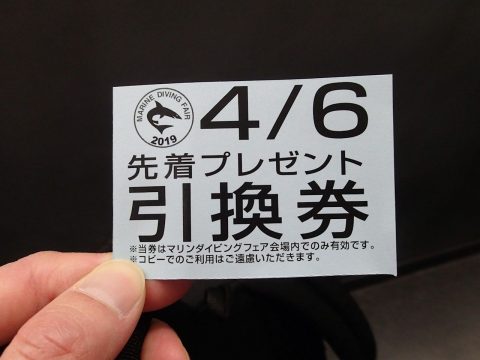 MARINE DIVING FAIR
2019
4/6
先着プレゼント
引換券
※当券はマリンダイビングフェア会場内でのみ有効です。
※コピーでのご利用はご遠慮いただきます。